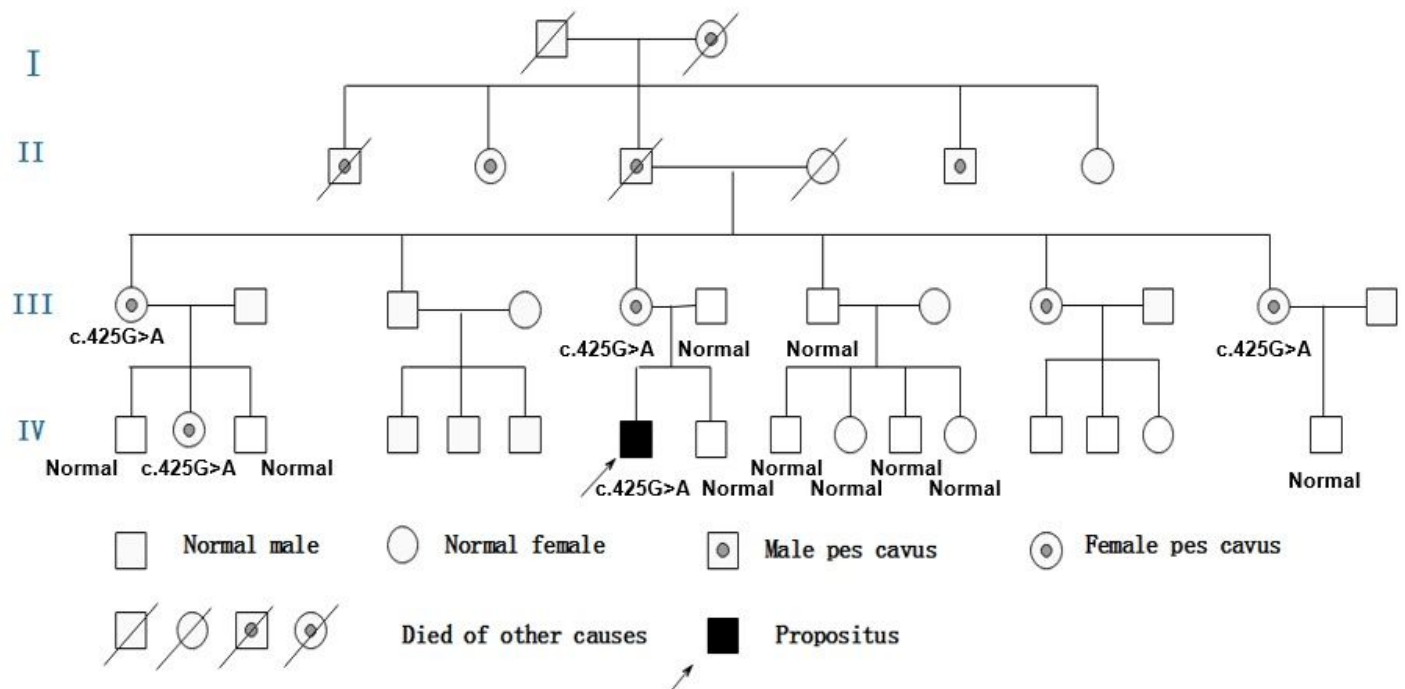 I
II
III
c.425G>A c.425G>A Normal Normal c.425G>A
IV
Normal c.425G>A Normal c.425G>A Normal Normal Normal Normal Normal Normal
Normal male Normal female Male pes cavus Female pes cavus
Died of other causes Propositus